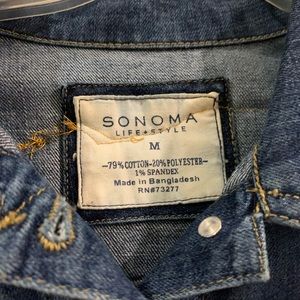 SONOMA
LIFE+STYLE
M
-79% COTTON-20% POLYESTER-
1% SPANDEX
Made in Bangladesh
RN#73277